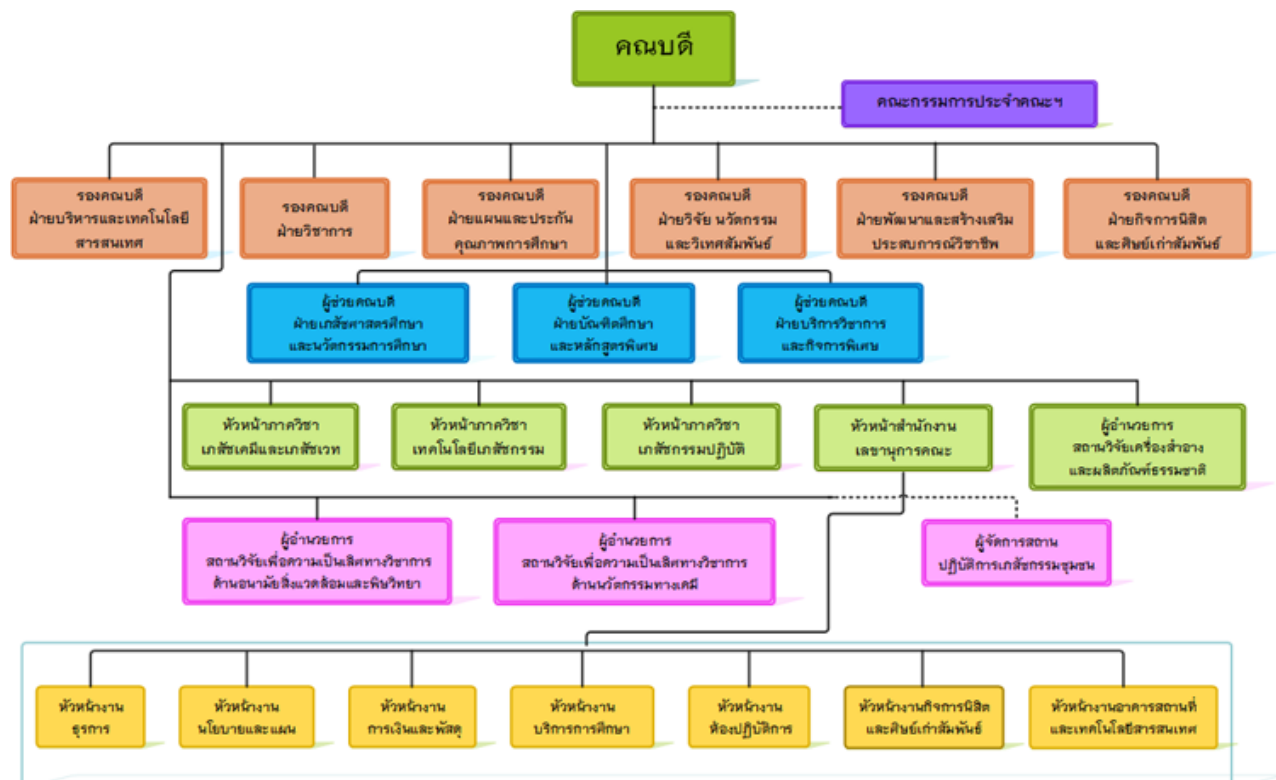 คณบดี
คณะกรรมการประจำคณะฯ
รองคณบดี
ฝ่ายบริหารและเทคโนโลยี
สารสนเทศ
รองคณบดี
ฝ่ายวิชาการ
รองคณบดี
ฝ่ายแผนและประกัน
คุณภาพการศึกษา
รองคณบดี
ฝ่ายวิจัย นวัตกรรม
และวิเทศสัมพันธ์
รองคณบดี
ฝ่ายพัฒนาและสร้างเสริม
ประสบการณ์วิชาชีพ
รองคณบดี
ฝ่ายกิจการนิสิต
และศิษย์เก่าสัมพันธ์
ผู้ช่วยคณบดี
ฝ่ายเภสัชศาสตรศึกษา
และนวัตกรรมการศึกษา
ผู้ช่วยคณบดี
ฝ่ายบัณฑิตศึกษา
และหลักสูตรพิเศษ
ผู้ช่วยคณบดี
ฝ่ายบริการวิชาการ
และกิจการพิเศษ
หัวหน้าภาควิชา
เภสัชเคมีและเภสัชเวท
หัวหน้าภาควิชา
เทคโนโลยีเภสัชกรรม
หัวหน้าภาควิชา
เภสัชกรรมปฏิบัติ
หัวหน้าสำนักงาน
เลขานุการคณะ
ผู้อำนวยการ
สถานวิจัยเครื่องสำอาง
และผลิตภัณฑ์ธรรมชาติ
ผู้อำนวยการ
สถานวิจัยเพื่อความเป็นเลิศทางวิชาการ
ด้านอนามัยสิ่งแวดล้อมและพิษวิทยา
ผู้อำนวยการ
สถานวิจัยเพื่อความเป็นเลิศทางวิชาการ
ด้านนวัตกรรมทางเคมี
ผู้จัดการสถาน
ปฏิบัติการเภสัชกรรมชุมชน
หัวหน้างาน
ธุรการ
หัวหน้างาน
นโยบายและแผน
หัวหน้างาน
การเงินและพัสดุ
หัวหน้างาน
บริการการศึกษา
หัวหน้างาน
ห้องปฏิบัติการ
หัวหน้างานกิจการนิสิต
และศิษย์เก่าสัมพันธ์
หัวหน้างานอาคารสถานที่
และเทคโนโลยีสารสนเทศ